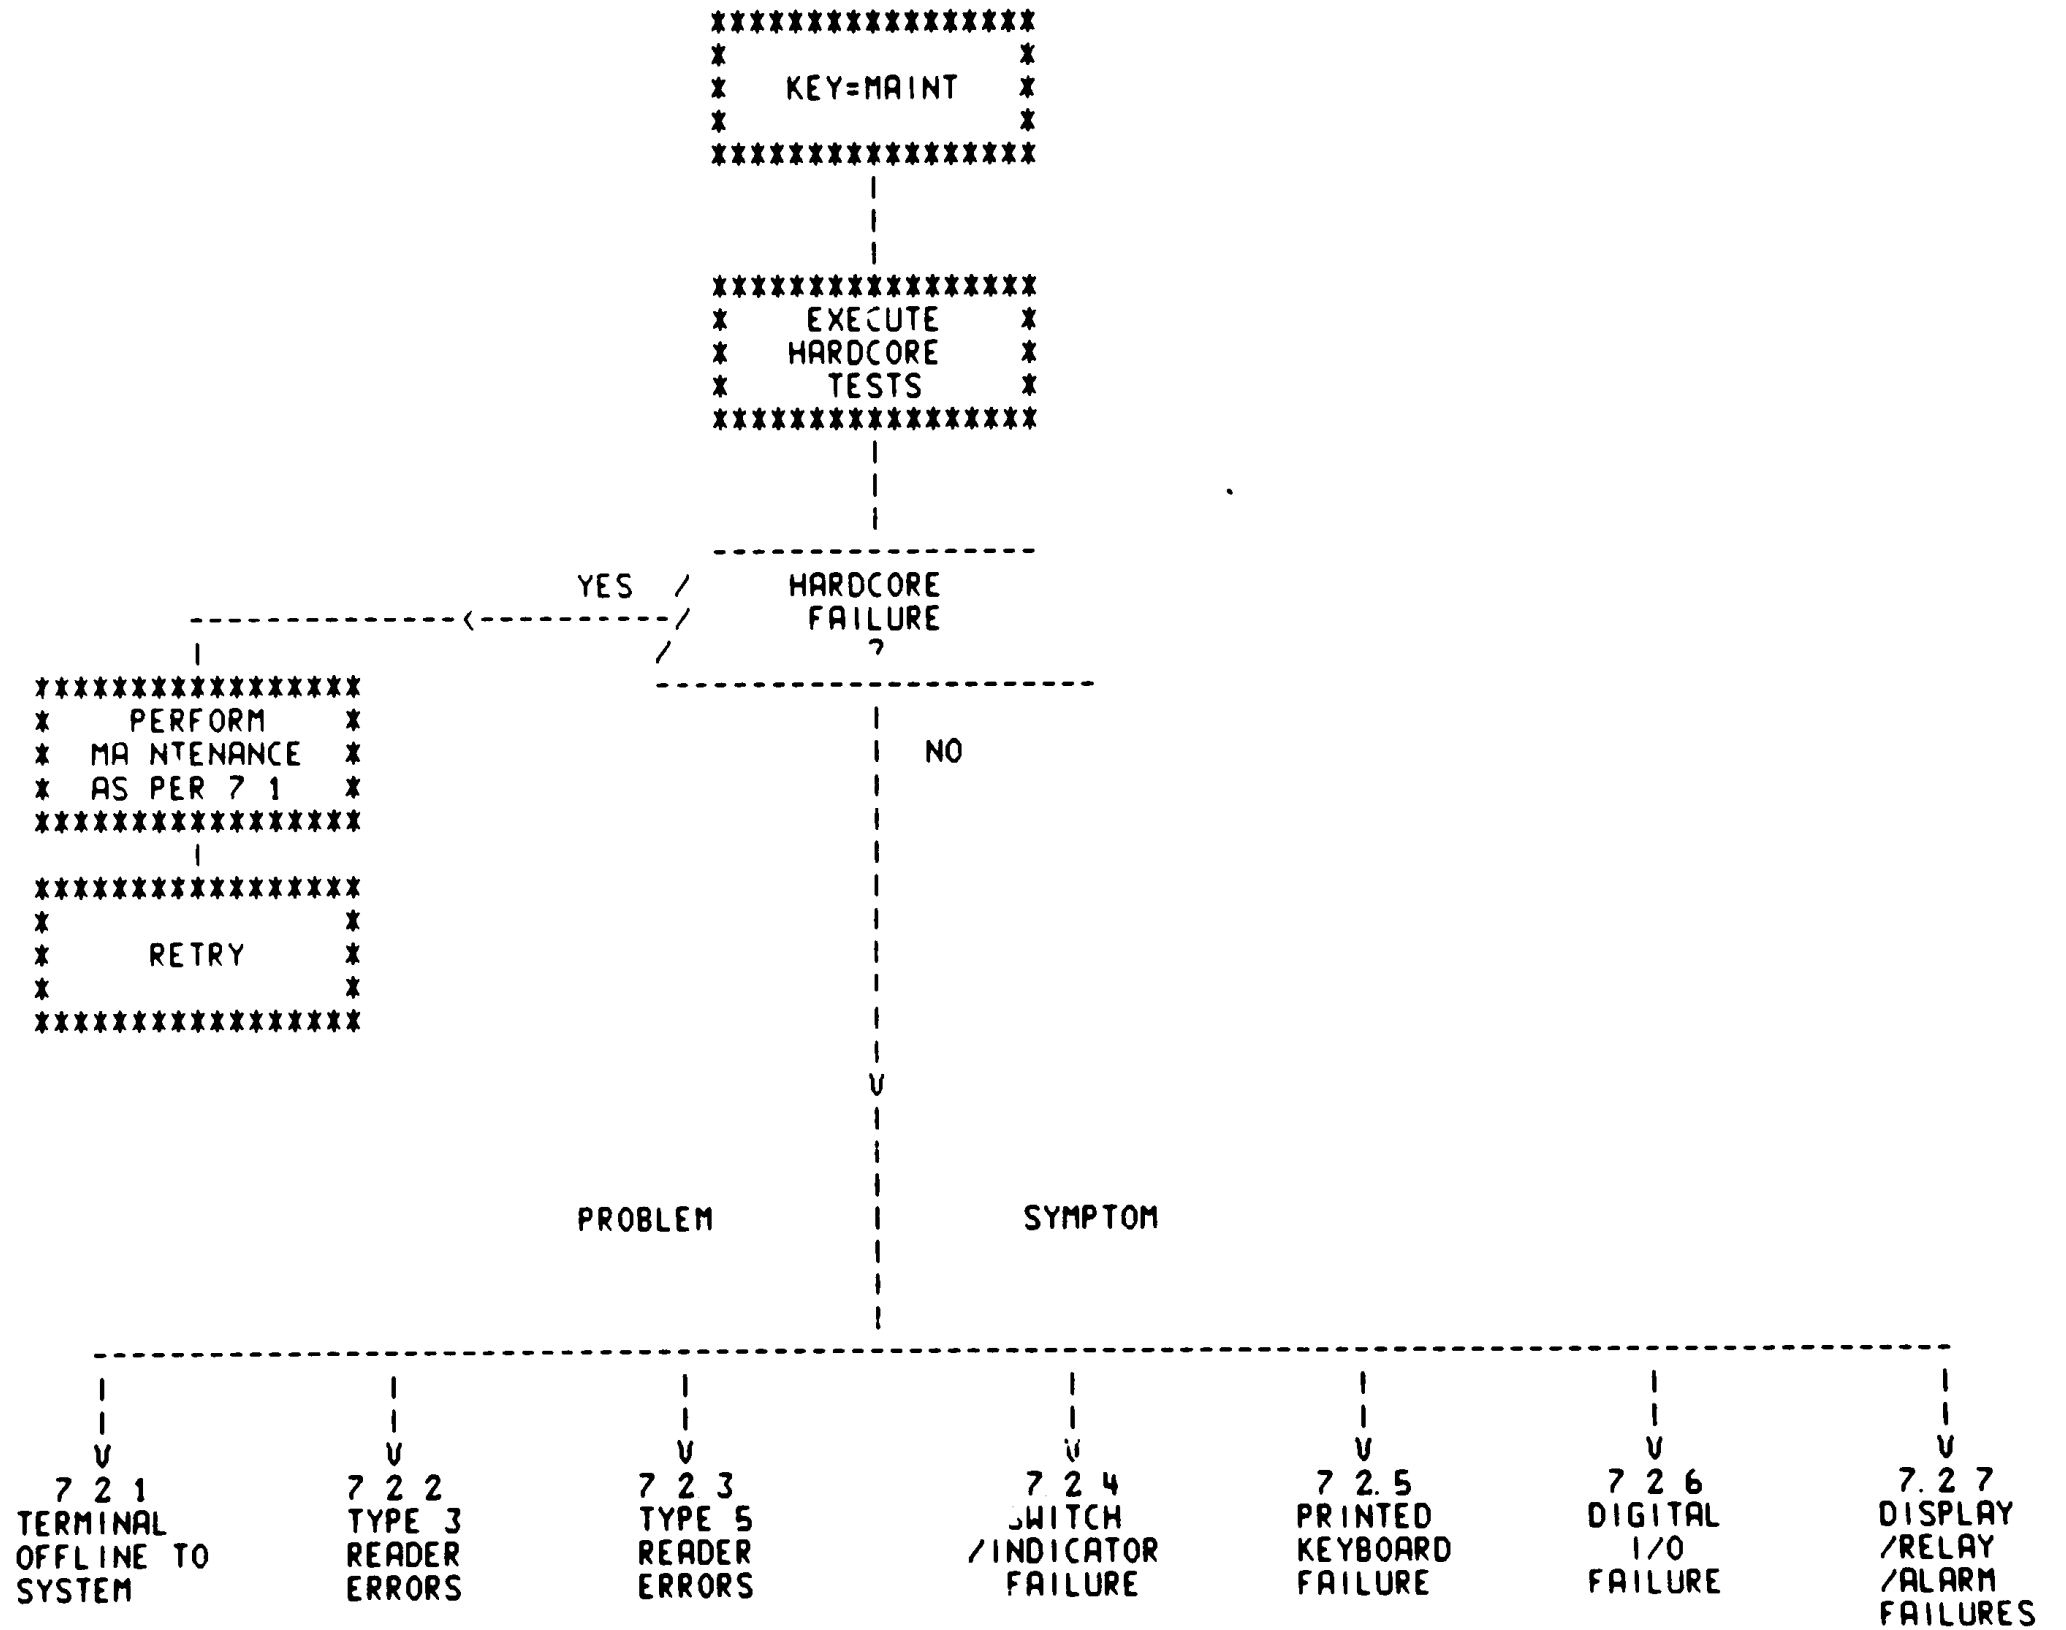 KEY=MAINT
EXECUTE
HARDCORE
TESTS
YES
HARDCORE
FAILURE
?
PERFORM
MA NTENANCE
AS PER 7 1
NO
RETRY
PROBLEM SYMPTOM
7 2 1
TERMINAL
OFFLINE TO
SYSTEM
7 2 2
TYPE 3
READER
ERRORS
7 2 3
TYPE 5
READER
ERRORS
7 2 4
SWITCH
/INDICATOR
FAILURE
7 2.5
PRINTED
KEYBOARD
FAILURE
7 2 6
DIGITAL
I/O
FAILURE
7.2 7
DISPLAY
/RELAY
/ALARM
FAILURES